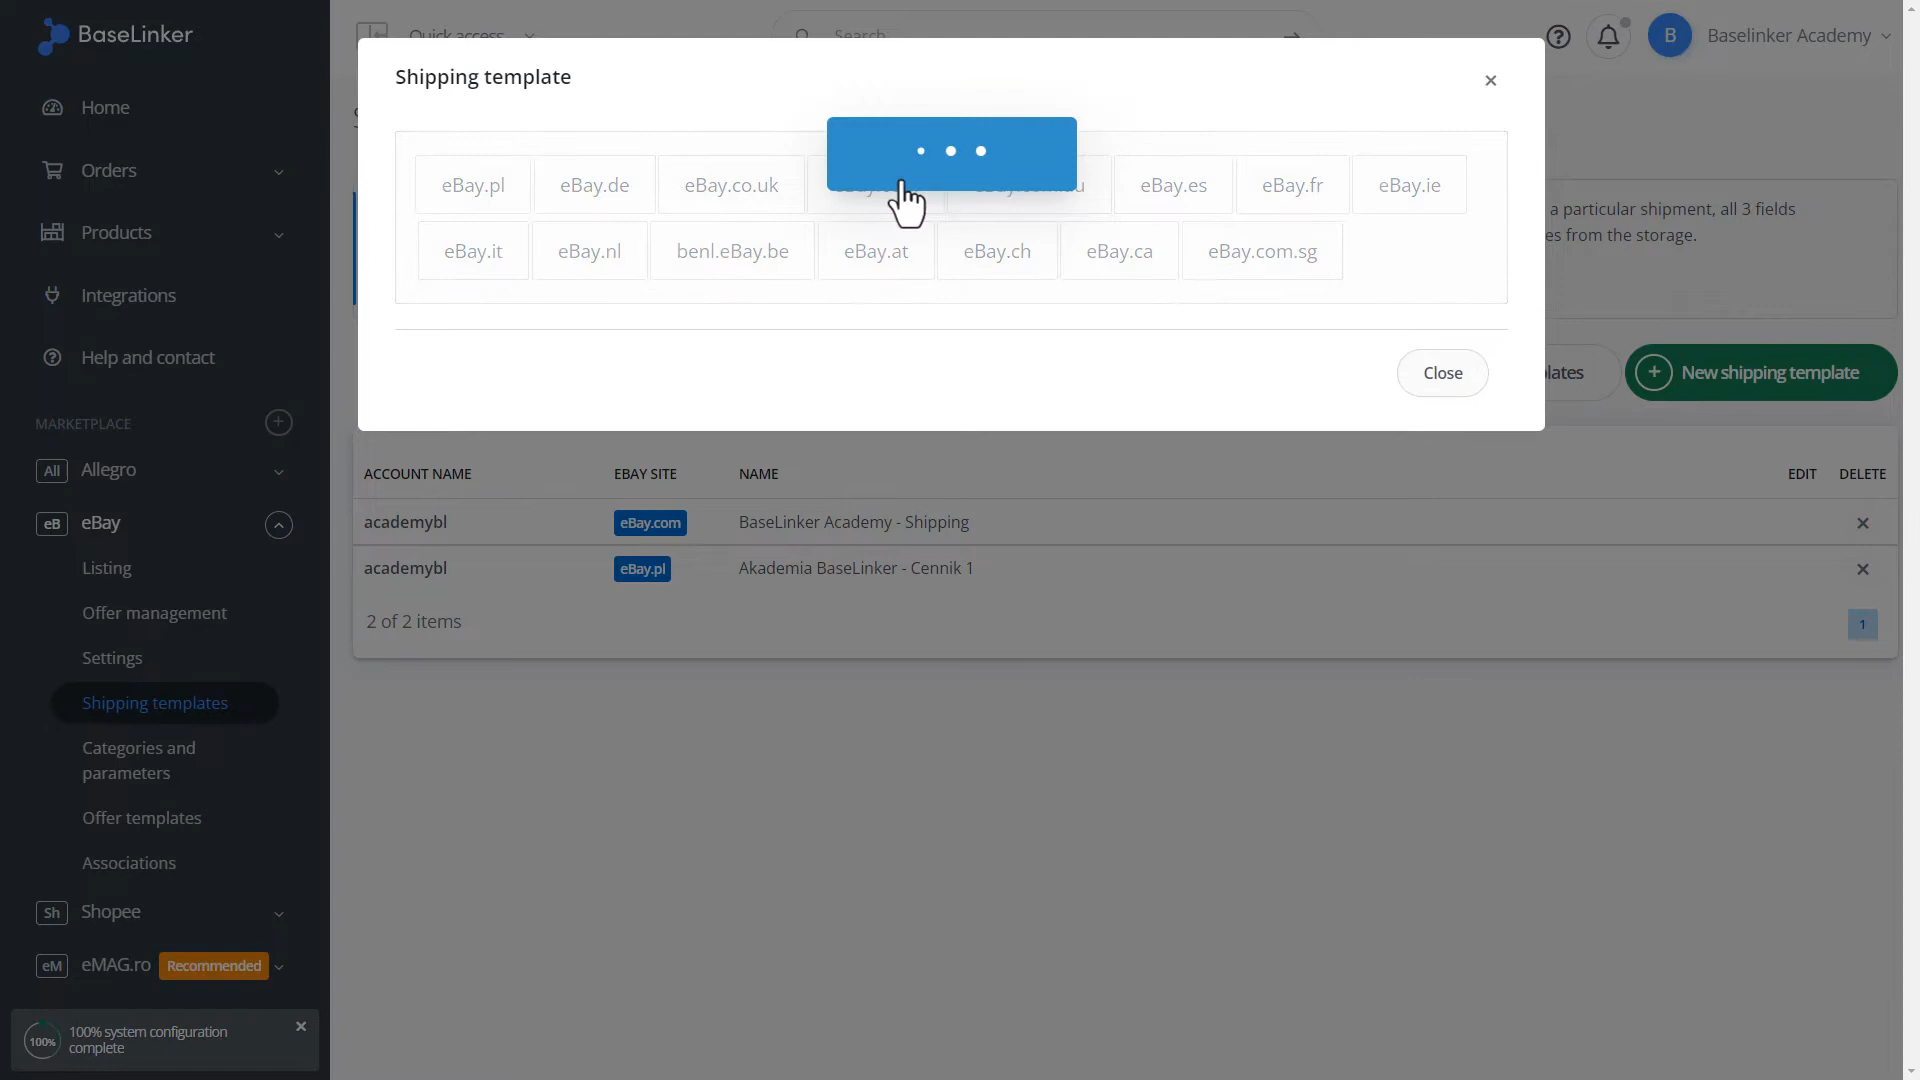 BaseLinker
Quick access
Search
B
Baselinker Academy
Home
Orders
Products
Integrations
Help and contact
MARKETPLACE
All Allegro
eB eBay
Listing
Offer management
Settings
Shipping templates
Categories and
parameters
Offer templates
Associations
Sh Shopee
eM eMAG.ro Recommended
100%
100% system configuration
complete
Shipping template
eBay.pl eBay.de eBay.co.uk eBay.es eBay.fr eBay.ie
eBay.it eBay.nl benl.eBay.be eBay.at eBay.ch eBay.ca eBay.com.sg
Close
a particular shipment, all 3 fields
es from the storage.
lates
New shipping template
ACCOUNT NAME EBAY SITE NAME EDIT DELETE
academybl eBay.com BaseLinker Academy - Shipping
academybl eBay.pl Akademia BaseLinker - Cennik 1
2 of 2 items
1